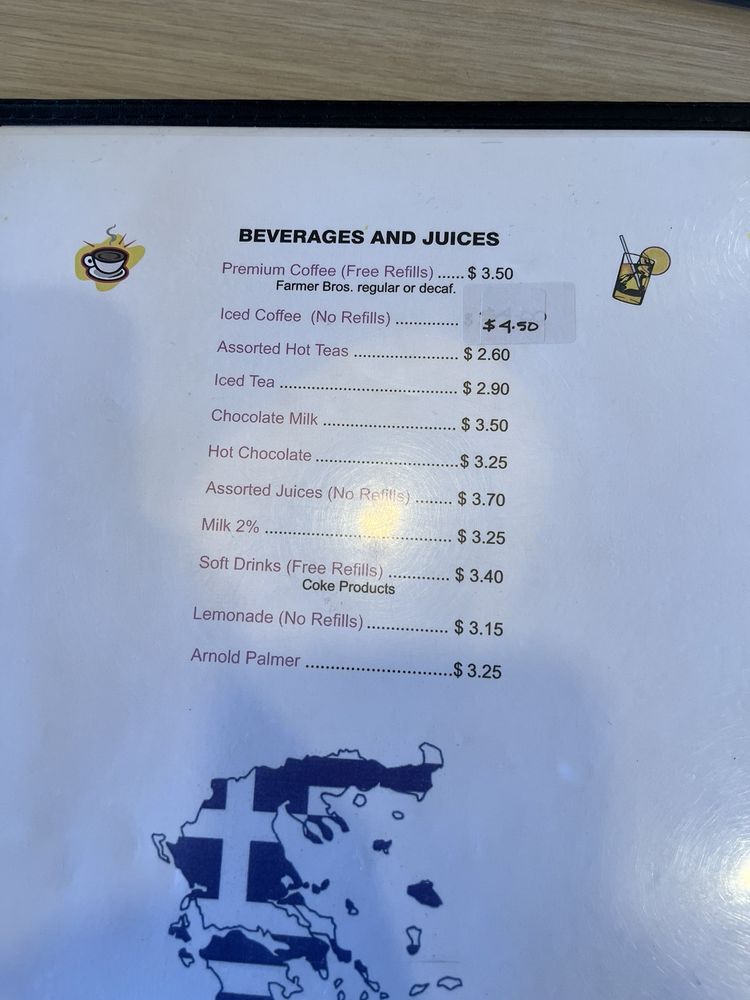 BEVERAGES AND JUICES
Premium Coffee (Free Refills) ...... $ 3.50
Farmer Bros. regular or decaf.
Iced Coffee (No Refills) .............. $4.50
Assorted Hot Teas ....................... $ 2.60
Iced Tea ....................................... $ 2.90
Chocolate Milk ............................. $ 3.50
Hot Chocolate ...............................$ 3.25
Assorted Juices (No Refills) ........ $ 3.70
Milk 2% ......................................... $ 3.25
Soft Drinks (Free Refills) ............. $ 3.40
Coke Products
Lemonade (No Refills) .................. $ 3.15
Arnold Palmer ................................$ 3.25